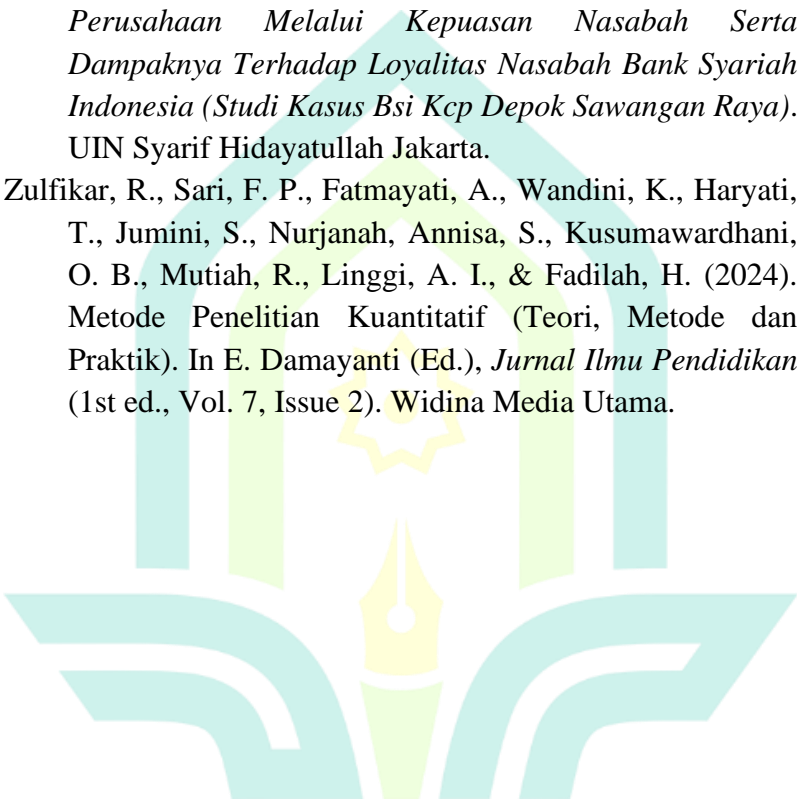 Perusahaan Melalui Kepuasan Nasabah Serta
Dampaknya Terhadap Loyalitas Nasabah Bank Syariah
Indonesia (Studi Kasus Bsi Kcp Depok Sawangan Raya).
UIN Syarif Hidayatullah Jakarta.
Zulfikar, R., Sari, F. P., Fatmayati, A., Wandini, K., Haryati,
T., Jumini, S., Nurjanah, Annisa, S., Kusumawardhani,
O. B., Mutiah, R., Linggi, A. I., & Fadilah, H. (2024).
Metode Penelitian Kuantitatif (Teori, Metode dan
Praktik). In E. Damayanti (Ed.), Jurnal Ilmu Pendidikan
(1st ed., Vol. 7, Issue 2). Widina Media Utama.